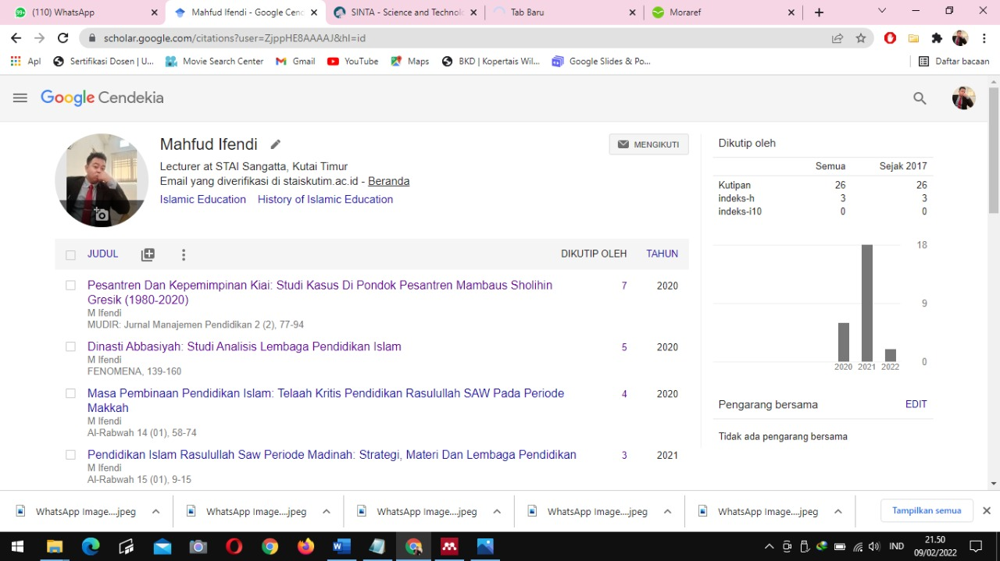 (110) WhatsApp
Mahfud Ifendi - Google Cenc
SINTA - Science and Technolo
Tab Baru
Moraref
scholar.google.com/citations?user=ZjppHE8AAAAJ&hl=id
Apl
Sertifikasi Dosen | U...
Movie Search Center
Gmail
YouTube
Maps
BKD | Kopertais Wil...
Google Slides & Po...
Daftar bacaan
Google Cendekia
Mahfud Ifendi
MENGIKUTI
Lecturer at STAI Sangatta, Kutai Timur
Email yang diverifikasi di staiskutim.ac.id - Beranda
Islamic Education History of Islamic Education
JUDUL
DIKUTIP OLEH TAHUN
Pesantren Dan Kepemimpinan Kiai: Studi Kasus Di Pondok Pesantren Mambaus Sholihin 7 2020
Gresik (1980-2020)
M Ifendi
MUDIR: Jurnal Manajemen Pendidikan 2 (2), 77-94
Dinasti Abbasiyah: Studi Analisis Lembaga Pendidikan Islam 5 2020
M Ifendi
FENOMENA, 139-160
Masa Pembinaan Pendidikan Islam: Telaah Kritis Pendidikan Rasulullah SAW Pada Periode 4 2020
Makkah
M Ifendi
Al-Rabwah 14 (01), 58-74
Pendidikan Islam Rasulullah Saw Periode Madinah: Strategi, Materi Dan Lembaga Pendidikan 3 2021
M Ifendi
Al-Rabwah 15 (01), 9-15
Dikutip oleh
Semua Sejak 2017
Kutipan 26 26
indeks-h 3 3
indeks-i10 0 0
18
9
0
2020 2021 2022
Pengarang bersama EDIT
Tidak ada pengarang bersama
WhatsApp Image....jpeg
WhatsApp Image....jpeg
WhatsApp Image....jpeg
WhatsApp Image....jpeg
WhatsApp Image....jpeg
Tampilkan semua
IND
21.50
09/02/2022